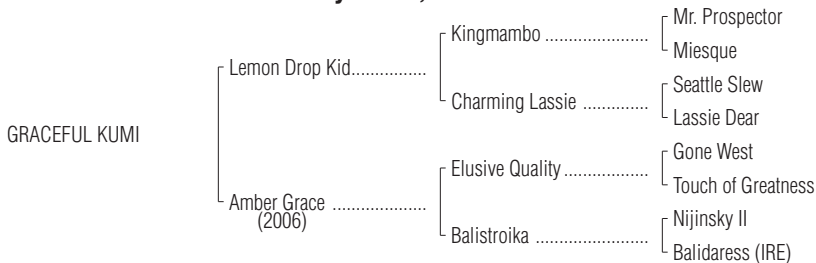 Kingmambo ......................
Mr. Prospector
Miesque
Lemon Drop Kid................
Charming Lassie ..............
Seattle Slew
Lassie Dear
GRACEFUL KUMI
Elusive Quality..................
Gone West
Touch of Greatness
Amber Grace ....................
(2006)
Balistroika ........................
Nijinsky II
Balidaress (IRE)